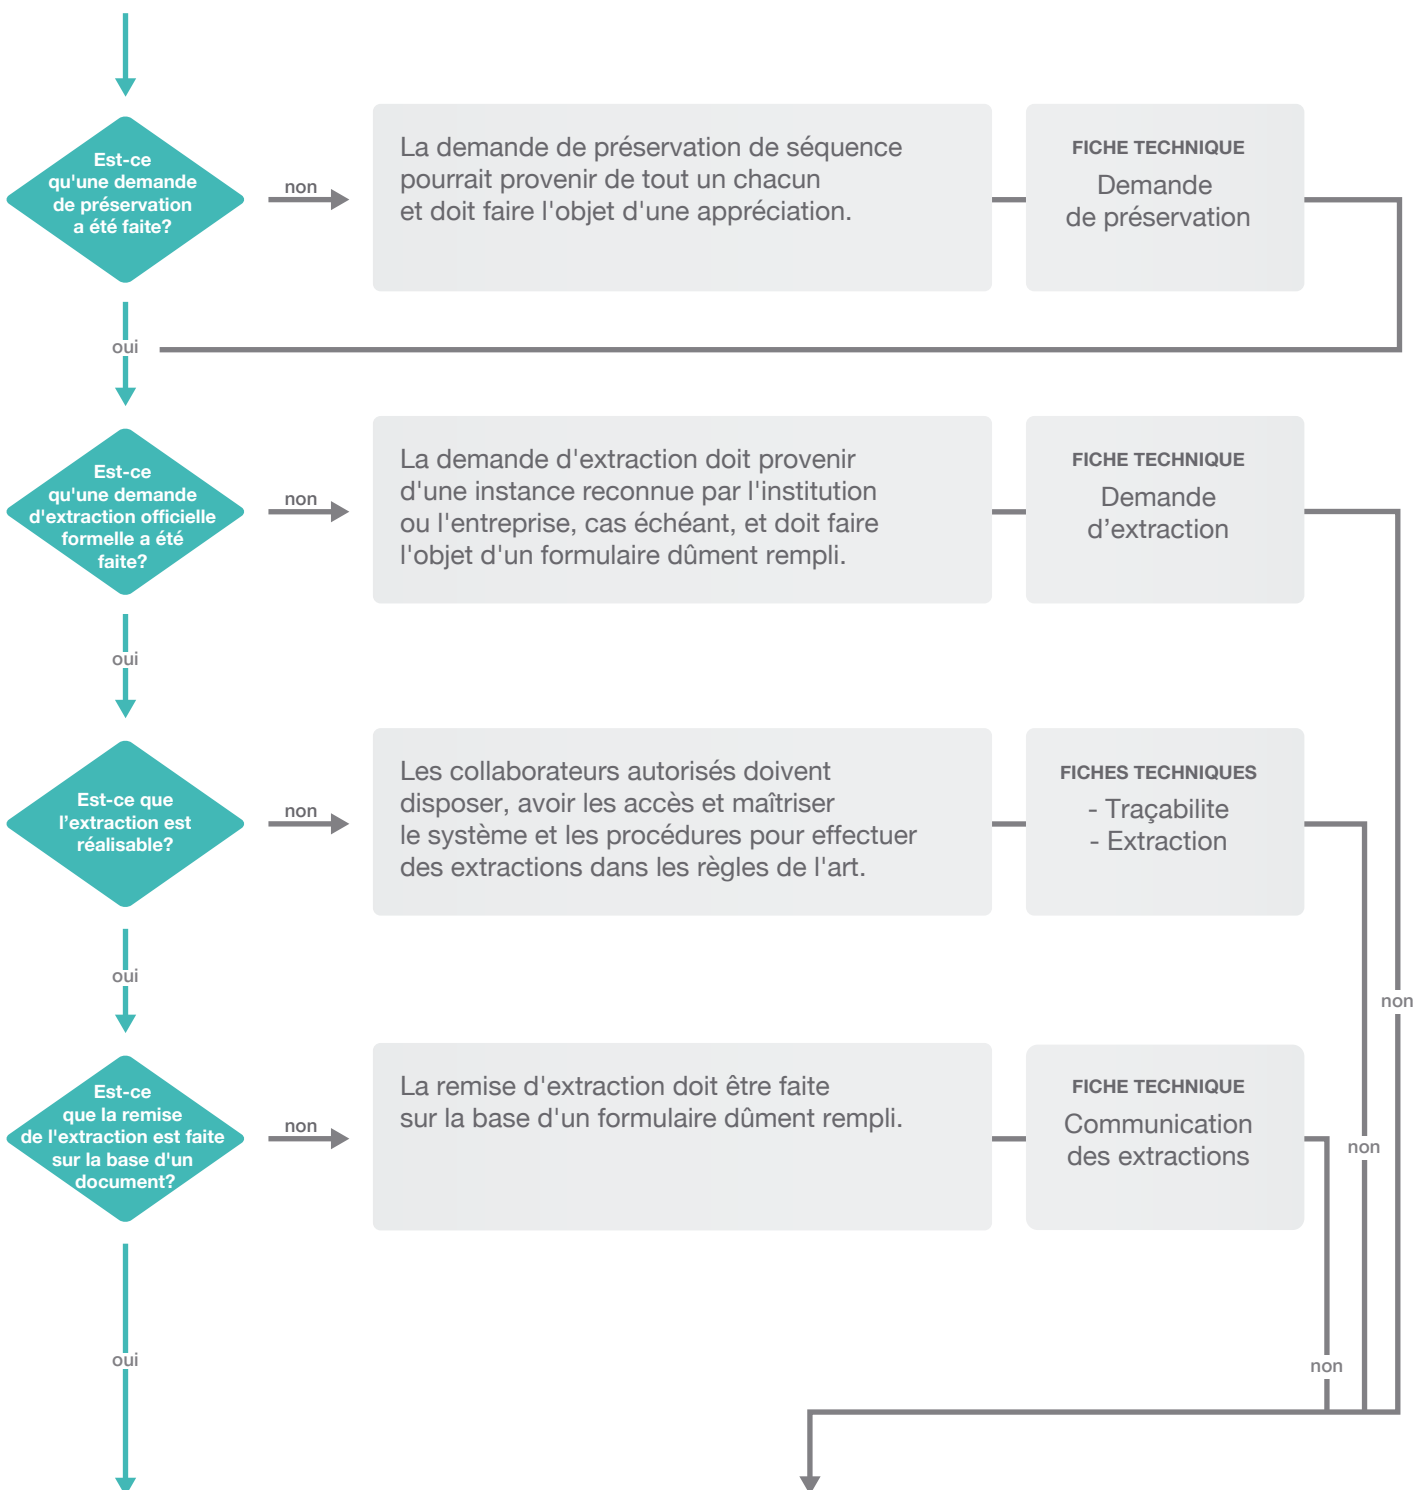 Est-ce
qu'une demande
de préservation
a été faite?
non
La demande de préservation de séquence
pourrait provenir de tout un chacun
et doit faire l'objet d'une appréciation.
FICHE TECHNIQUE
Demande
de préservation
oui
Est-ce
qu'une demande
d'extraction officielle
formelle a été
faite?
non
La demande d'extraction doit provenir
d'une instance reconnue par l'institution
ou l'entreprise, cas échéant, et doit faire
l'objet d'un formulaire dûment rempli.
FICHE TECHNIQUE
Demande
d’extraction
oui
Est-ce que
l’extraction est
réalisable?
non
Les collaborateurs autorisés doivent
disposer, avoir les accès et maîtriser
le système et les procédures pour effectuer
des extractions dans les règles de l'art.
FICHES TECHNIQUES
- Traçabilite
- Extraction
oui
non
Est-ce
que la remise
de l'extraction est faite
sur la base d'un
document?
non
La remise d'extraction doit être faite
sur la base d'un formulaire dûment rempli.
FICHE TECHNIQUE
Communication
des extractions
non
oui
non